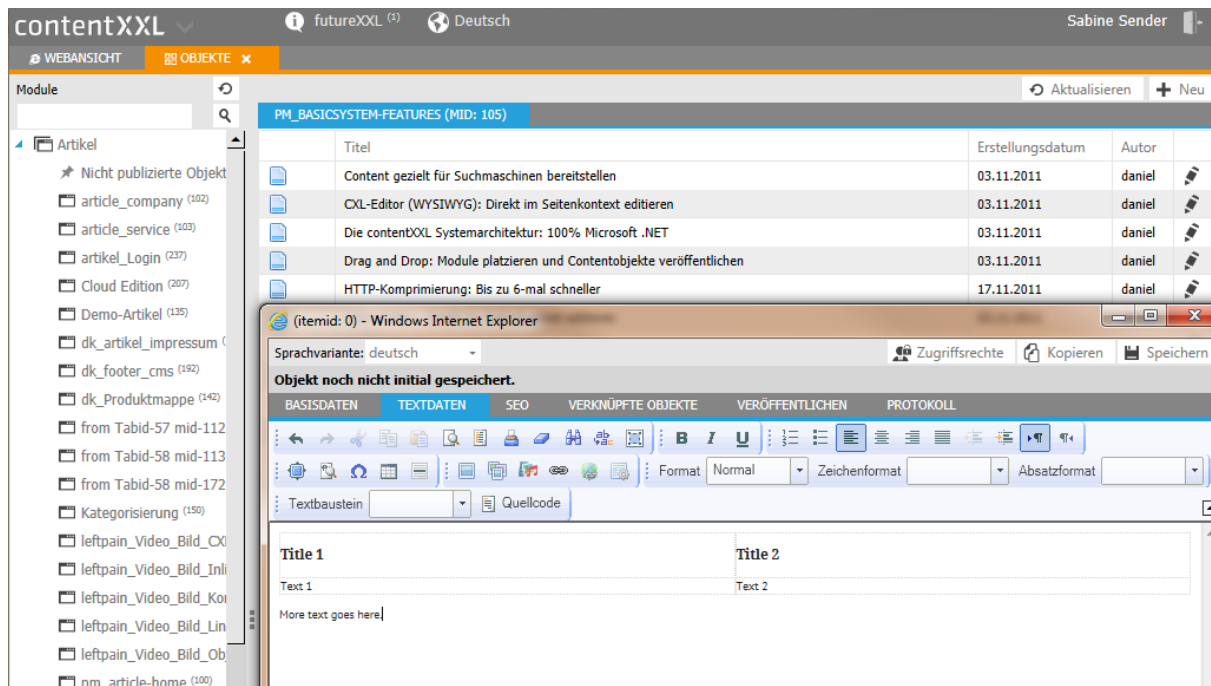 contentXXL
futureXXL (1)
Deutsch
Sabine Sender
WEBANSICHT
OBJEKTE
Module
Aktualisieren
Neu
Artikel
Nicht publizierte Objekt
article_company (102)
article_service (103)
artikel_Login (237)
Cloud Edition (207)
Demo-Artikel (135)
dk_artikel_impressum (
dk_footer_cms (192)
dk_Produktmappe (142)
from Tabid-57 mid-112
from Tabid-58 mid-113
from Tabid-58 mid-172
Kategorisierung (150)
leftpain_Video_Bild_CX
leftpain_Video_Bild_Inli
leftpain_Video_Bild_Kor
leftpain_Video_Bild_Lin
leftpain_Video_Bild_Obj
pm_article-home (100)
PM_BASICSYSTEM-FEATURES (MID: 105)
Titel Erstellungsdatum Autor
Content gezielt für Suchmaschinen bereitstellen 03.11.2011 daniel
CXL-Editor (WYSIWYG): Direkt im Seitenkontext editieren 03.11.2011 daniel
Die contentXXL Systemarchitektur: 100% Microsoft .NET 03.11.2011 daniel
Drag and Drop: Module platzieren und Contentobjekte veröffentlichen 03.11.2011 daniel
HTTP-Komprimierung: Bis zu 6-mal schneller 17.11.2011 daniel
(itemid: 0) - Windows Internet Explorer
Sprachvariante: deutsch Zugriffsrechte Kopieren Speichern
Objekt noch nicht initial gespeichert.
BASISDATEN TEXTDATEN SEO VERKNÜPFTE OBJEKTE VERÖFFENTLICHEN PROTOKOLL
B I U
Format Normal Zeichenformat Absatzformat
Textbaustein Quellcode
Title 1 Title 2
Text 1 Text 2
More text goes here.